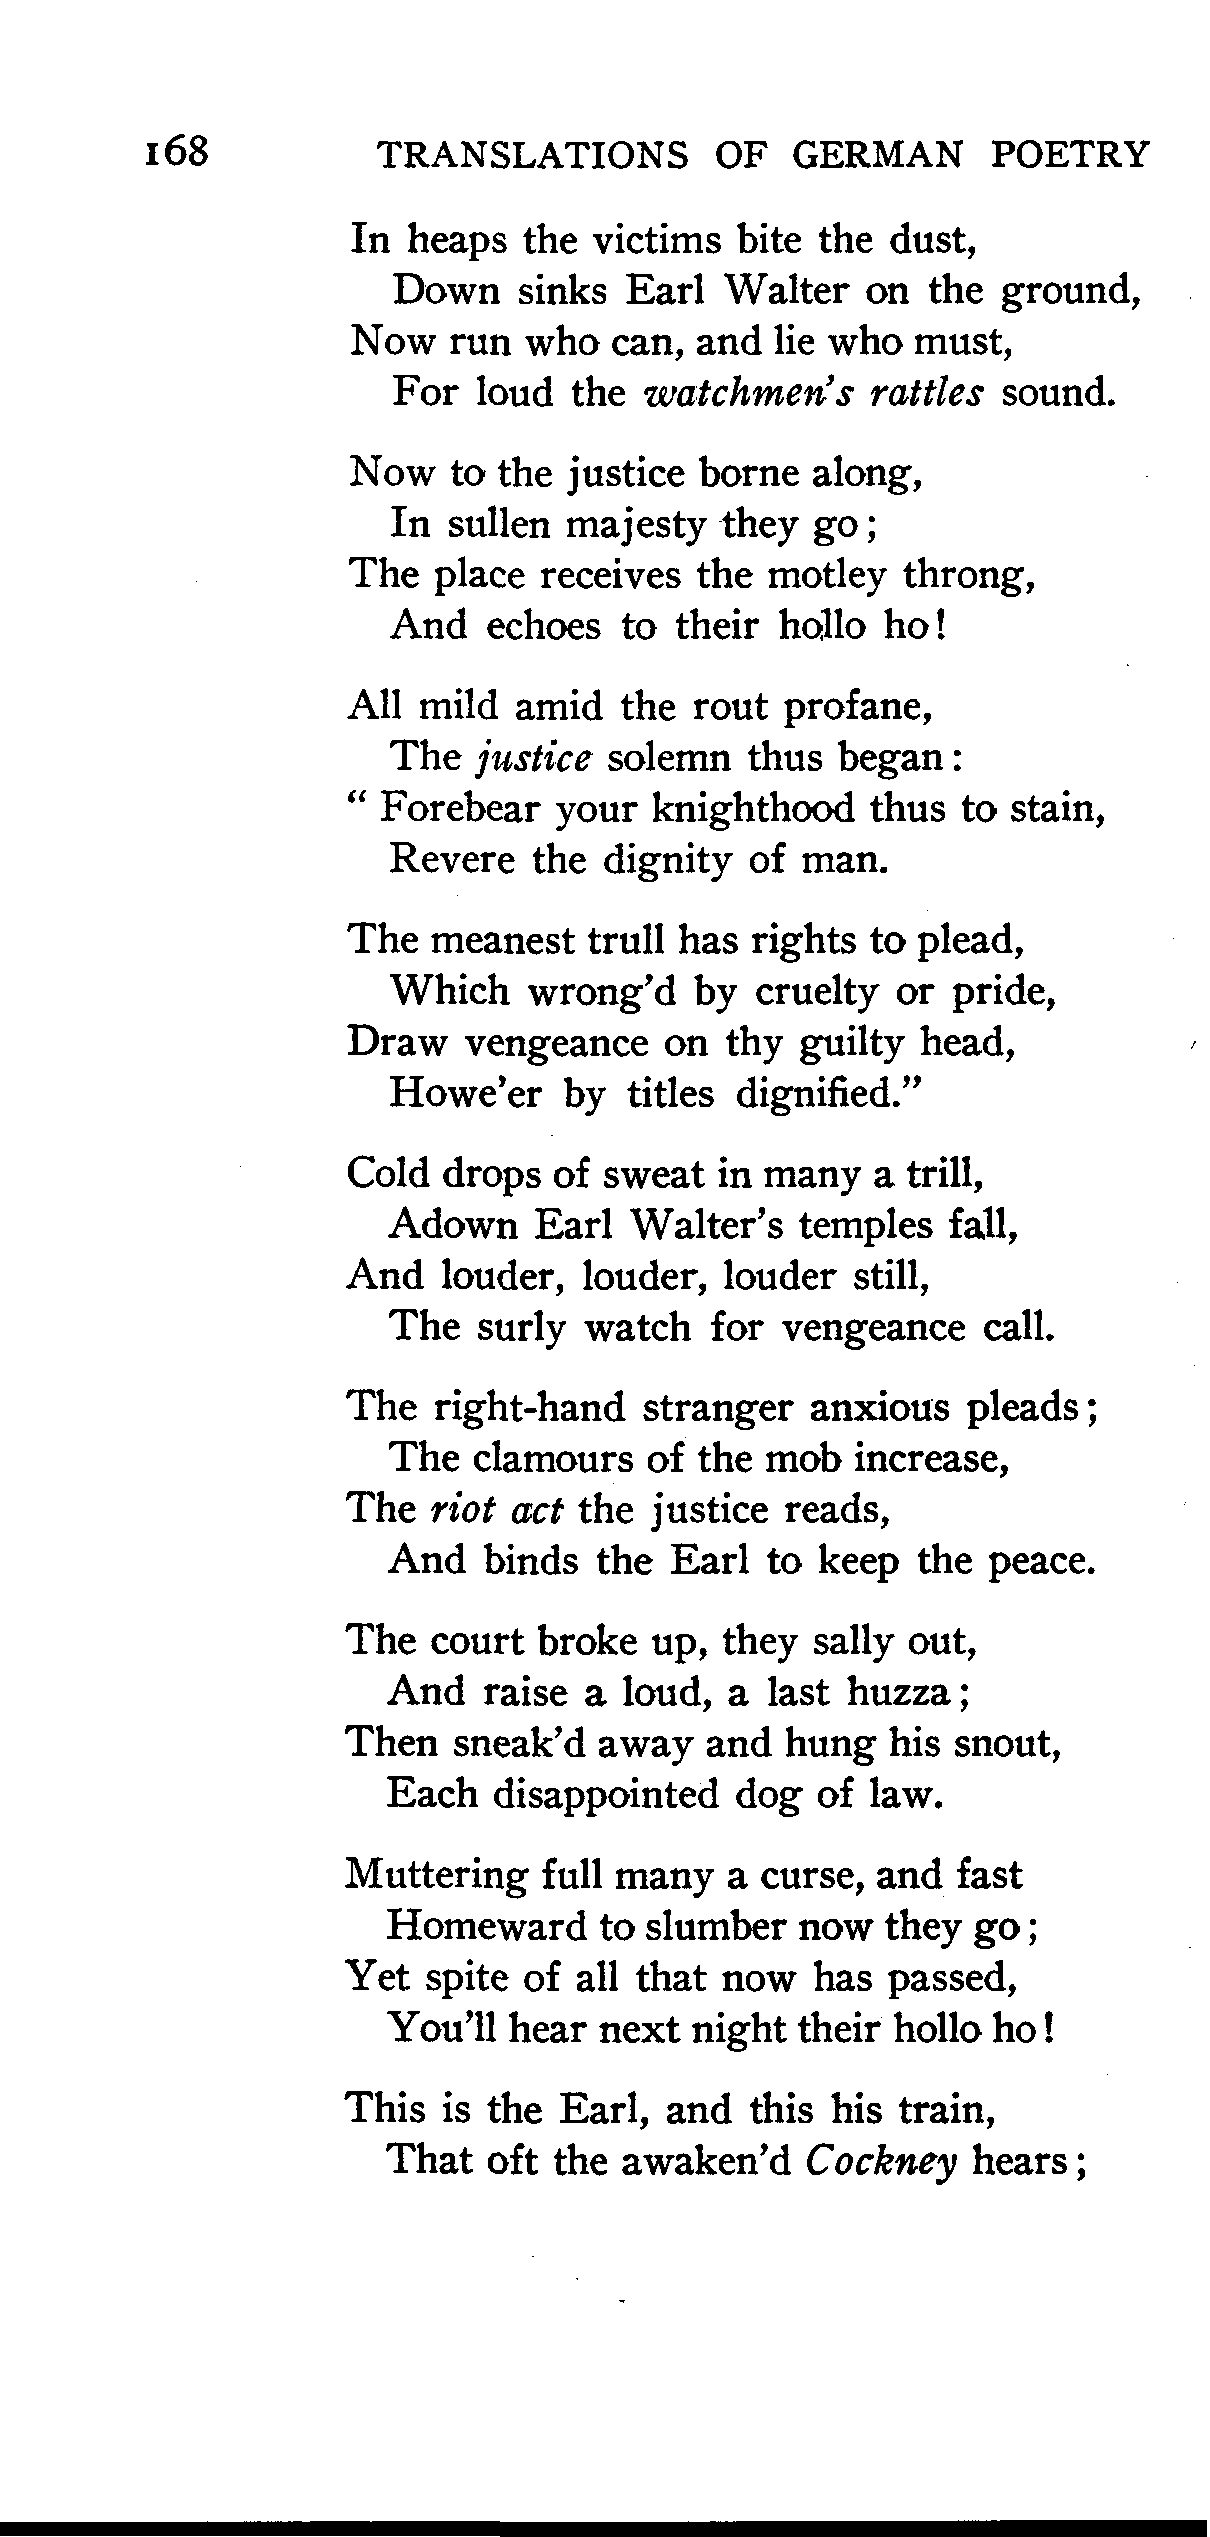 168 TRANSLATIONS OF GERMAN POETRY
In heaps the victims bite the dust,
Down sinks Earl Walter on the ground,
Now run who can, and lie who must,
For loud the watchmen's rattles sound.
Now to the justice borne along,
In sullen majesty they go;
The place receives the motley throng,
And echoes to their hollo ho!
All mild amid the rout profane,
The justice solemn thus began:
" Forebear your knighthood thus to stain,
Revere the dignity of man.
The meanest trull has rights to plead,
Which wrong'd by cruelty or pride,
Draw vengeance on thy guilty head,
Howe'er by titles dignified."
Cold drops of sweat in many a trill,
Adown Earl Walter's temples fall,
And louder, louder, louder still,
The surly watch for vengeance call.
The right-hand stranger anxious pleads;
The clamours of the mob increase,
The riot act the justice reads,
And binds the Earl to keep the peace.
The court broke up, they sally out,
And raise a loud, a last huzza;
Then sneak'd away and hung his snout,
Each disappointed dog of law.
Muttering full many a curse, and fast
Homeward to slumber now they go;
Yet spite of all that now has passed,
You'll hear next night their hollo ho!
This is the Earl, and this his train,
That oft the awaken'd Cockney hears;